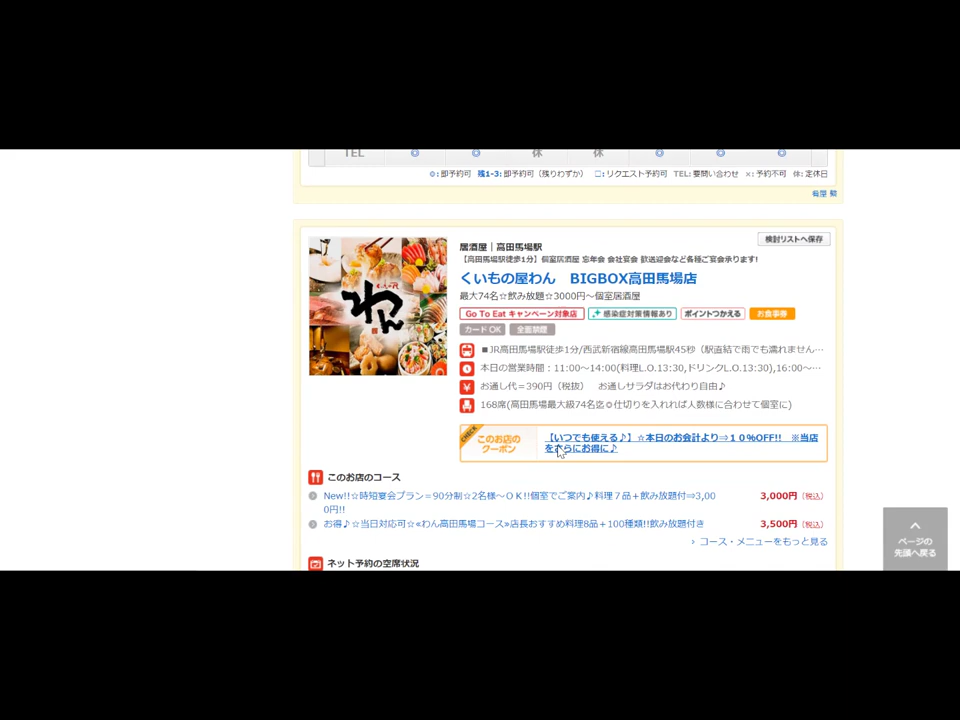 TEL 休 休
◎：即予約可 残1-3：即予約可（残りわずか） □：リクエスト予約可 TEL：要問い合わせ ×：予約不可 休：定休日
検討リストへ保存
居酒屋｜高田馬場駅
【高田馬場駅徒歩1分】個室居酒屋 忘年会 会社宴会 歓送迎会など各種ご宴会承ります!
くいもの屋わん　BIGBOX高田馬場店
最大74名☆飲み放題☆3000円～個室居酒屋
Go To Eat キャンペーン対象店 感染症対策情報あり ポイントつかえる お食事券
カードOK 全面禁煙
■JR高田馬場駅徒歩1分/西武新宿線高田馬場駅45秒（駅直結で雨でも濡れません…
本日の営業時間：11:00～14:00(料理L.O.13:30,ドリンクL.O.13:30),16:00～…
お通し代＝390円（税抜）　お通しサラダはお代わり自由♪
168席(高田馬場最大級74名迄◎仕切りを入れれば人数様に合わせて個室に)
わん
CHECK
このお店の
クーポン
【いつでも使える♪】☆本日のお会計より⇒１０％OFF!!　※当店
をさらにお得に♪
このお店のコース
New!!☆時短宴会プラン＝90分制☆2名様～ＯＫ!!個室でご案内♪料理７品＋飲み放題付⇒3,00
0円!!
3,000円（税込）
お得♪☆当日対応可☆≪わん高田馬場コース≫店長おすすめ料理8品＋100種類!!飲み放題付き
3,500円（税込）
› コース・メニューをもっと見る
ネット予約の空席状況
ページの
先頭へ戻る